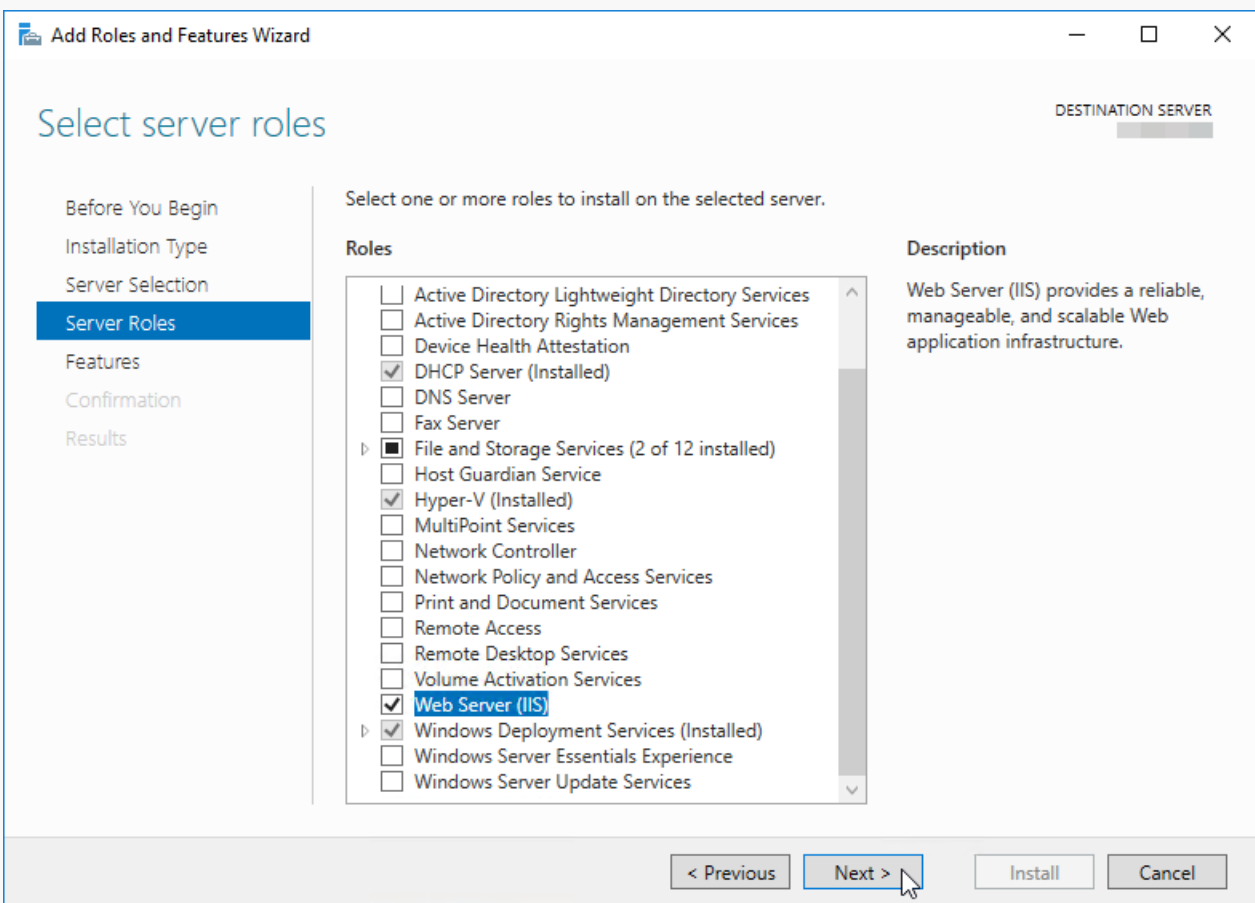 Add Roles and Features Wizard
Select server roles
DESTINATION SERVER
Before You Begin
Installation Type
Server Selection
Server Roles
Features
Confirmation
Results
Select one or more roles to install on the selected server.
Roles
Active Directory Lightweight Directory Services
Active Directory Rights Management Services
Device Health Attestation
DHCP Server (Installed)
DNS Server
Fax Server
File and Storage Services (2 of 12 installed)
Host Guardian Service
Hyper-V (Installed)
MultiPoint Services
Network Controller
Network Policy and Access Services
Print and Document Services
Remote Access
Remote Desktop Services
Volume Activation Services
Web Server (IIS)
Windows Deployment Services (Installed)
Windows Server Essentials Experience
Windows Server Update Services
Description
Web Server (IIS) provides a reliable,
manageable, and scalable Web
application infrastructure.
< Previous
Next >
Install
Cancel